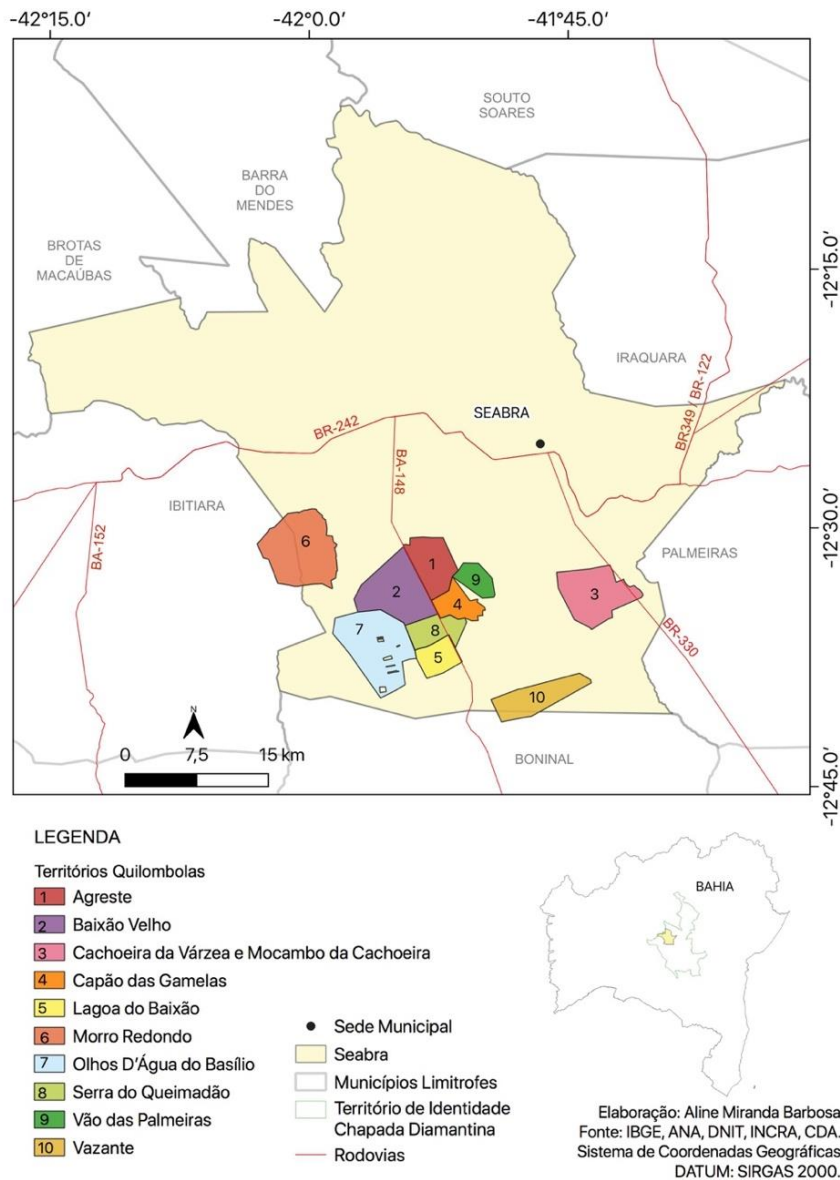 -42°15.0'
-42°0.0'
-41°45.0'
SOUTO
SOARES
BARRA
DO
MENDES
BROTAS
DE
MACAÚBAS
-12°15.0'
IRAQUARA
BR349 / BR-122
SEABRA
BR-242
BA-148
IBITIARA
BA-152
-12°30.0'
PALMEIRAS
6
1
9
2
4
3
7
8
5
BR-330
10
N
0 7,5 15 km
BONINAL
-12°45.0'
LEGENDA
Territórios Quilombolas
1 Agreste
2 Baixão Velho
3 Cachoeira da Várzea e Mocambo da Cachoeira
4 Capão das Gamelas
5 Lagoa do Baixão
6 Morro Redondo
7 Olhos D'Água do Basílio
8 Serra do Queimadão
9 Vão das Palmeiras
10 Vazante
Sede Municipal
Seabra
Municípios Limitrofes
Território de Identidade
Chapada Diamantina
Rodovias
BAHIA
Elaboração: Aline Miranda Barbosa
Fonte: IBGE, ANA, DNIT, INCRA, CDA.
Sistema de Coordenadas Geográficas
DATUM: SIRGAS 2000.